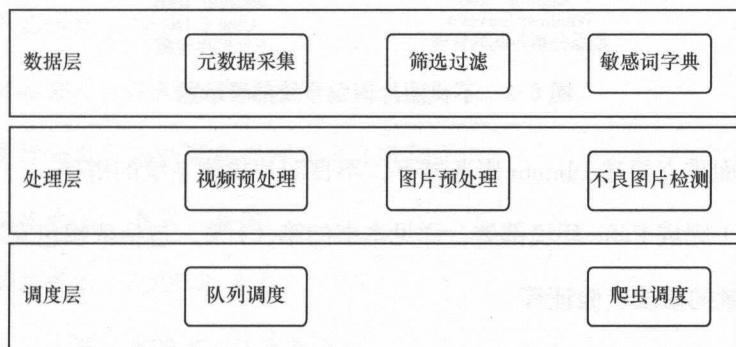 数据层 元数据采集 筛选过滤 敏感词字典
处理层 视频预处理 图片预处理 不良图片检测
调度层 队列调度 爬虫调度